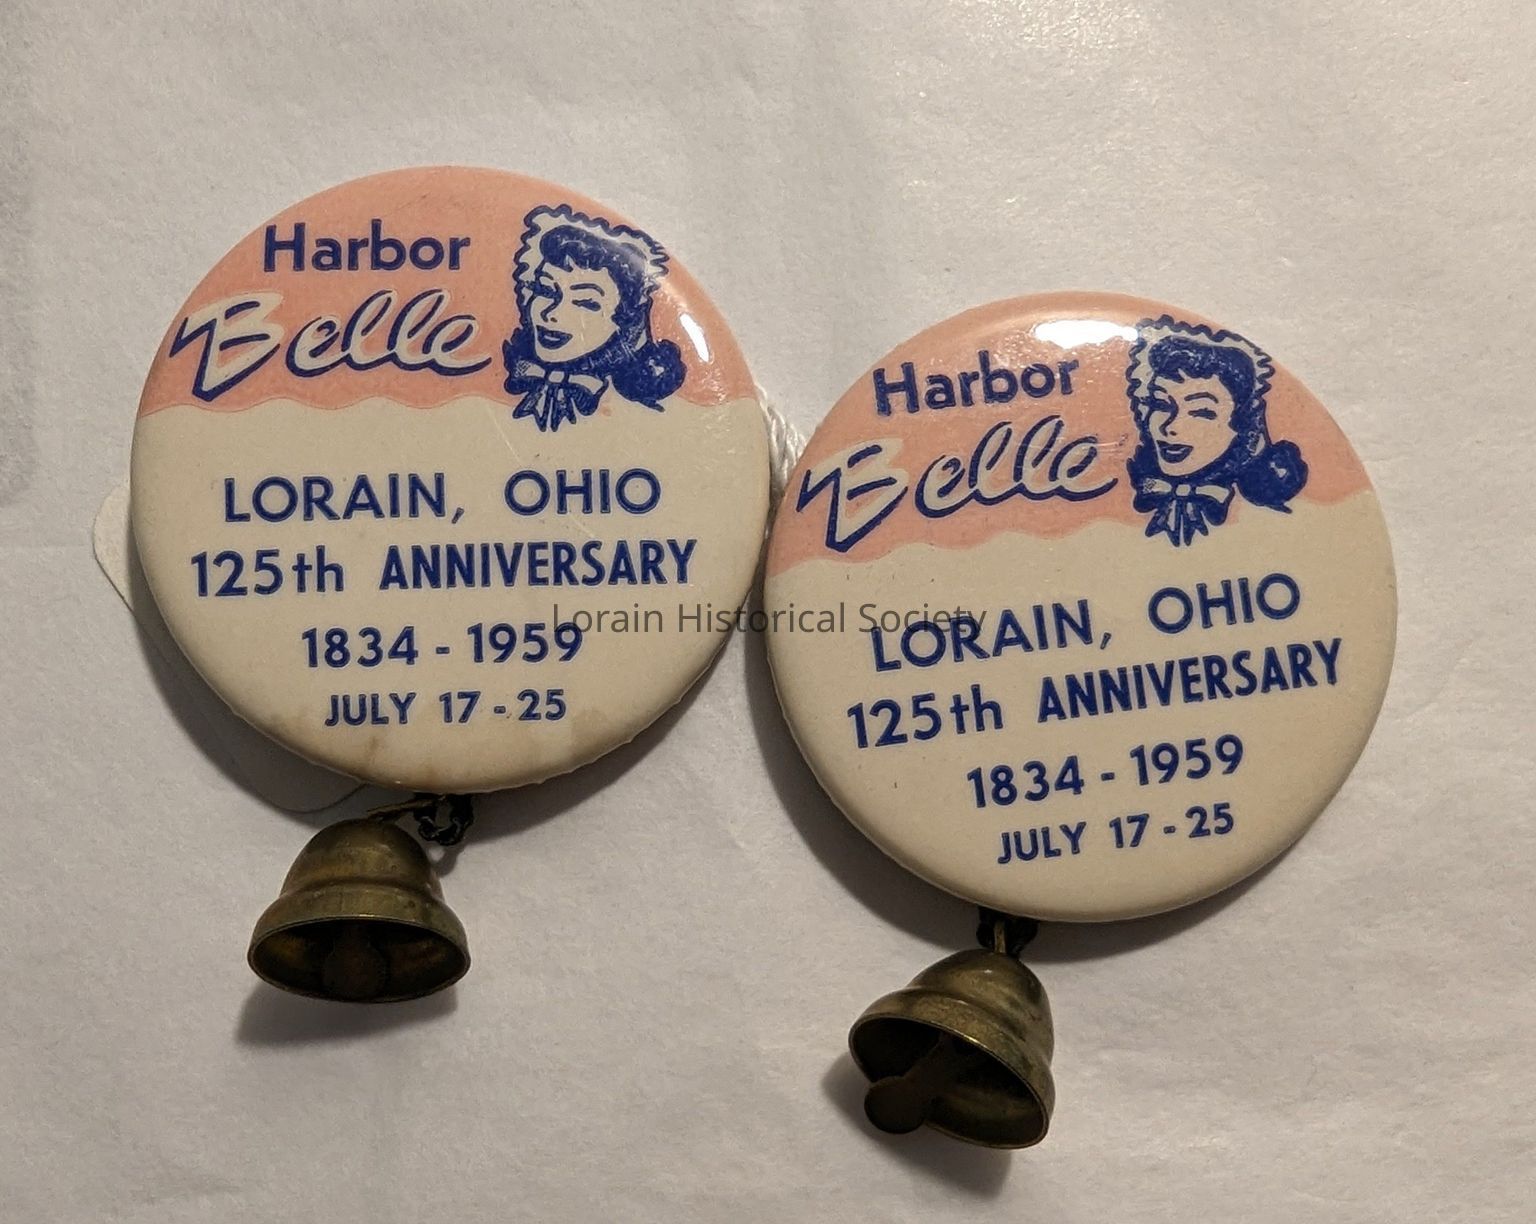 Harbor
Belle
LORAIN, OHIO
125th ANNIVERSARY
1834 - 1959
JULY 17 - 25
Harbor
Belle
LORAIN, OHIO
125th ANNIVERSARY
1834 - 1959
JULY 17 - 25
Lorain Historical Society